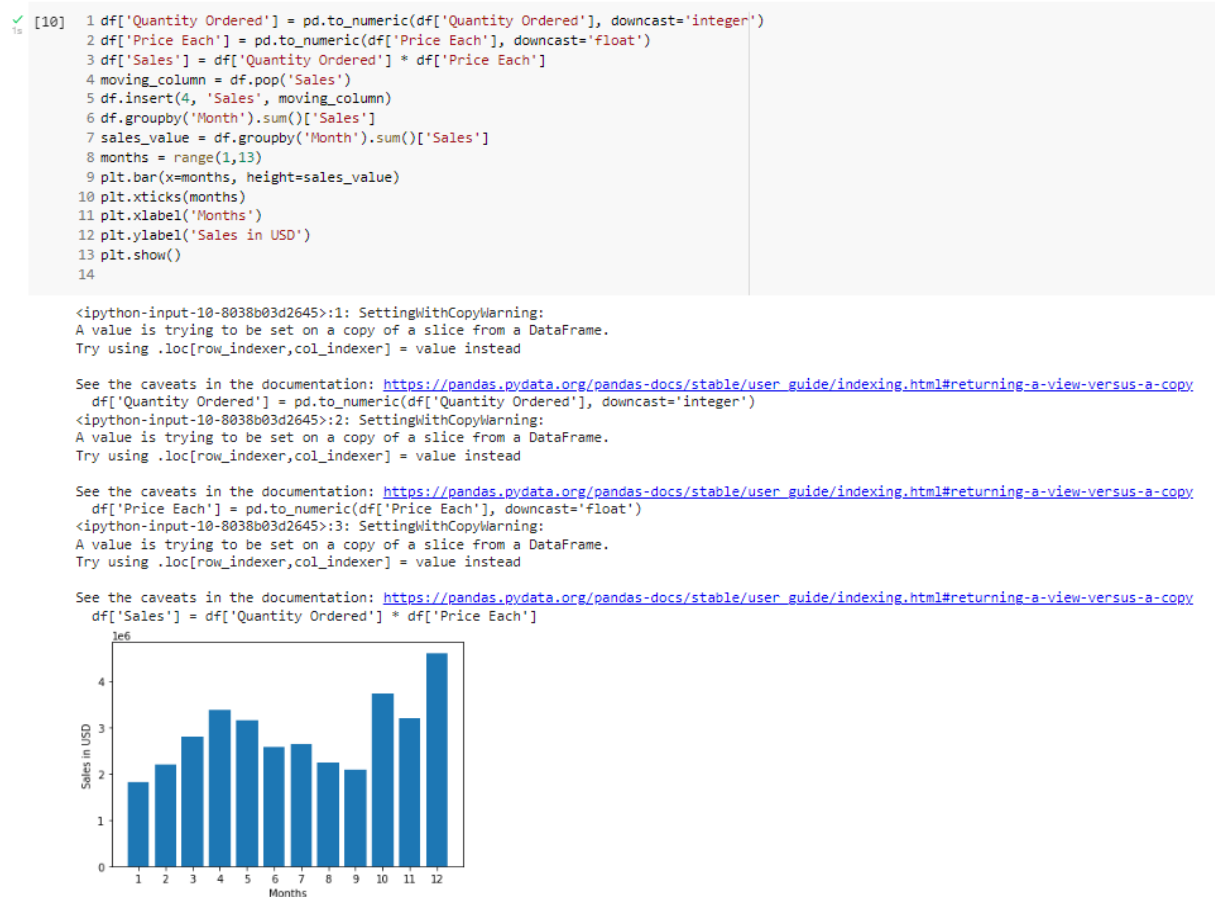 1s [10] 1 df['Quantity Ordered'] = pd.to_numeric(df['Quantity Ordered'], downcast='integer')
2 df['Price Each'] = pd.to_numeric(df['Price Each'], downcast='float')
3 df['Sales'] = df['Quantity Ordered'] * df['Price Each']
4 moving_column = df.pop('Sales')
5 df.insert(4, 'Sales', moving_column)
6 df.groupby('Month').sum()['Sales']
7 sales_value = df.groupby('Month').sum()['Sales']
8 months = range(1,13)
9 plt.bar(x=months, height=sales_value)
10 plt.xticks(months)
11 plt.xlabel('Months')
12 plt.ylabel('Sales in USD')
13 plt.show()
14
<ipython-input-10-8038b03d2645>:1: SettingWithCopyWarning:
A value is trying to be set on a copy of a slice from a DataFrame.
Try using .loc[row_indexer,col_indexer] = value instead
See the caveats in the documentation: https://pandas.pydata.org/pandas-docs/stable/user_guide/indexing.html#returning-a-view-versus-a-copy
df['Quantity Ordered'] = pd.to_numeric(df['Quantity Ordered'], downcast='integer')
<ipython-input-10-8038b03d2645>:2: SettingWithCopyWarning:
A value is trying to be set on a copy of a slice from a DataFrame.
Try using .loc[row_indexer,col_indexer] = value instead
See the caveats in the documentation: https://pandas.pydata.org/pandas-docs/stable/user_guide/indexing.html#returning-a-view-versus-a-copy
df['Price Each'] = pd.to_numeric(df['Price Each'], downcast='float')
<ipython-input-10-8038b03d2645>:3: SettingWithCopyWarning:
A value is trying to be set on a copy of a slice from a DataFrame.
Try using .loc[row_indexer,col_indexer] = value instead
See the caveats in the documentation: https://pandas.pydata.org/pandas-docs/stable/user_guide/indexing.html#returning-a-view-versus-a-copy
df['Sales'] = df['Quantity Ordered'] * df['Price Each']
1e6
4
3
2
1
0
Sales in USD
1 2 3 4 5 6 7 8 9 10 11 12
Months